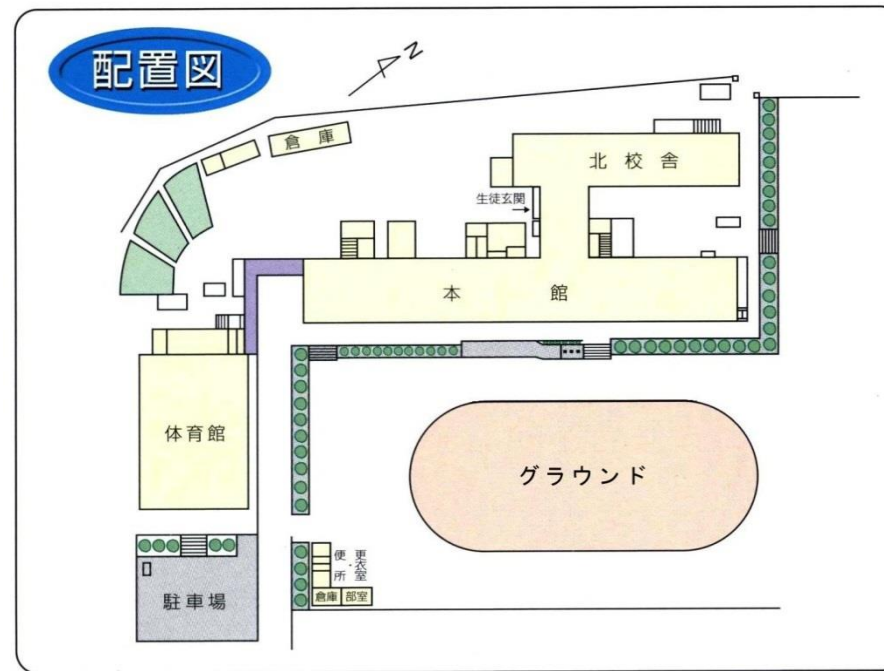 配置図
N
倉庫
北校舎
生徒玄関
本館
体育館
グラウンド
便所・更衣室
倉庫
部室
駐車場